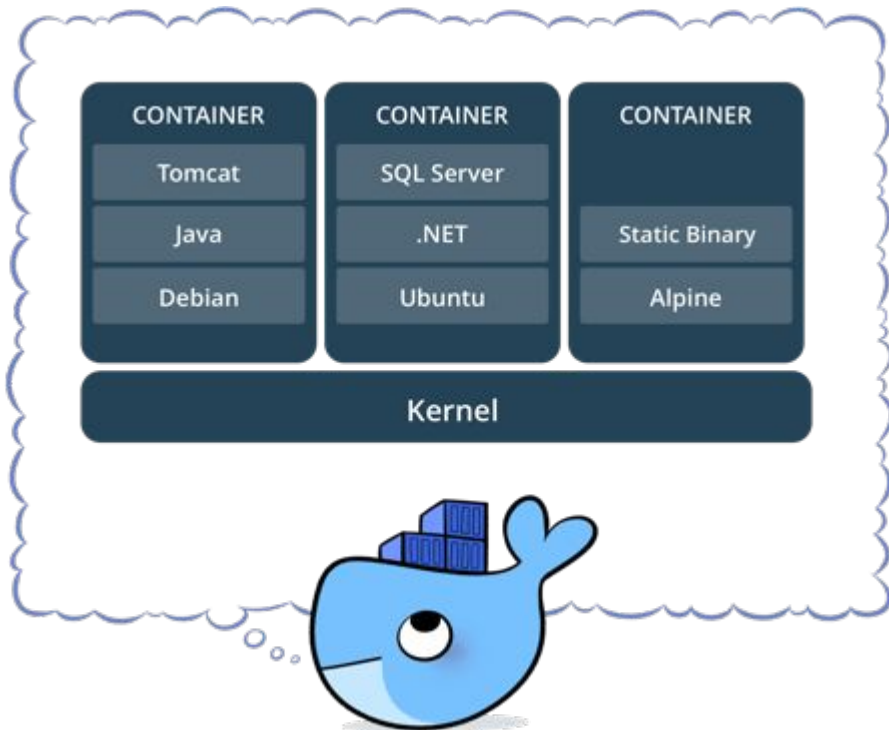 CONTAINER
Tomcat
Java
Debian
CONTAINER
SQL Server
.NET
Ubuntu
CONTAINER
Static Binary
Alpine
Kernel